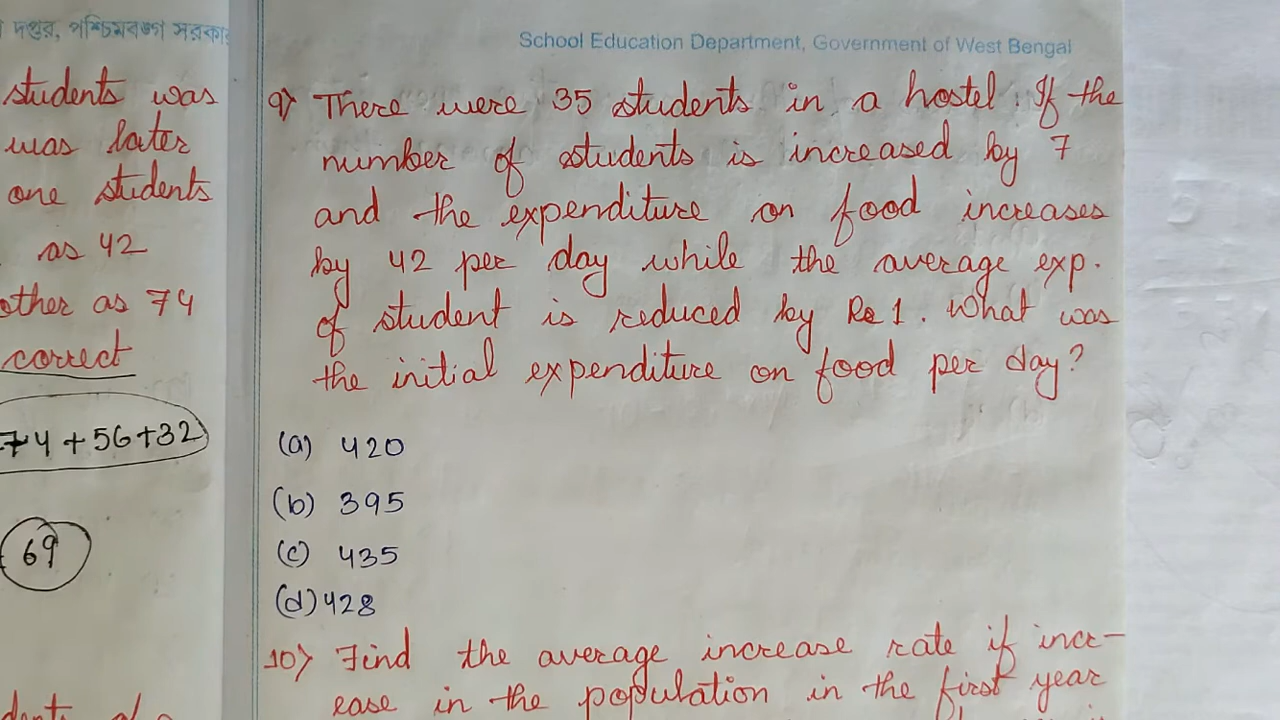 দপ্তর, পশ্চিমবঙ্গ সরকার
students was
was later
one students
as 42
other as 74
correct
74+56+32
69
School Education Department, Government of West Bengal
9) There were 35 students in a hostel. If the
number of students is increased by 7
and the expenditure on food increases
by 42 per day while the average exp.
of student is reduced by Re 1. What was
the initial expenditure on food per day?
(a) 420
(b) 395
(c) 435
(d) 428
10) Find the average increase rate if incr-
ease in the population in the first year